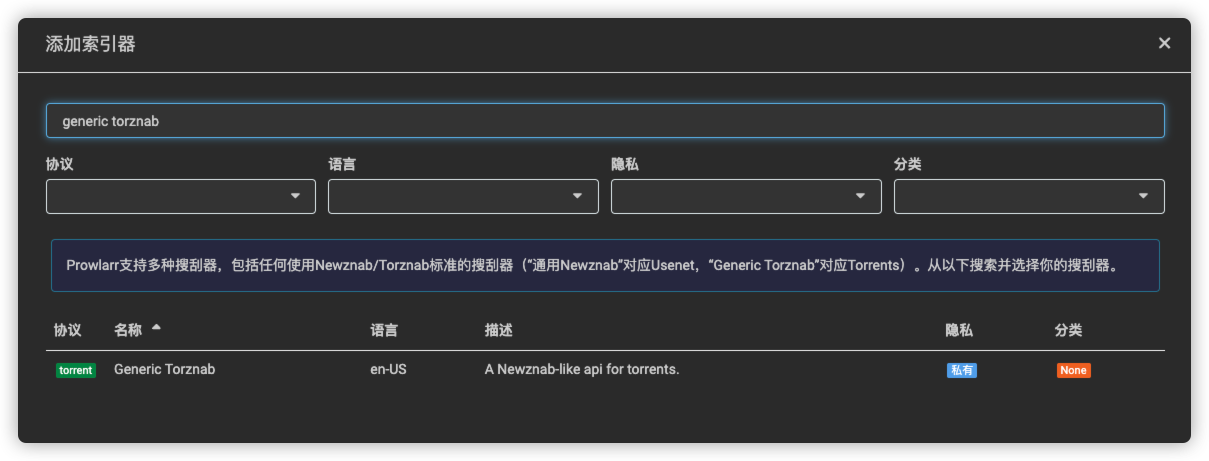 添加索引器
generic torznab
协议 语言 隐私 分类
Prowlarr支持多种搜刮器，包括任何使用Newznab/Torznab标准的搜刮器（“通用Newznab”对应Usenet，“Generic Torznab”对应Torrents）。从以下搜索并选择你的搜刮器。
协议 名称 语言 描述 隐私 分类
torrent Generic Torznab en-US A Newznab-like api for torrents. 私有 None